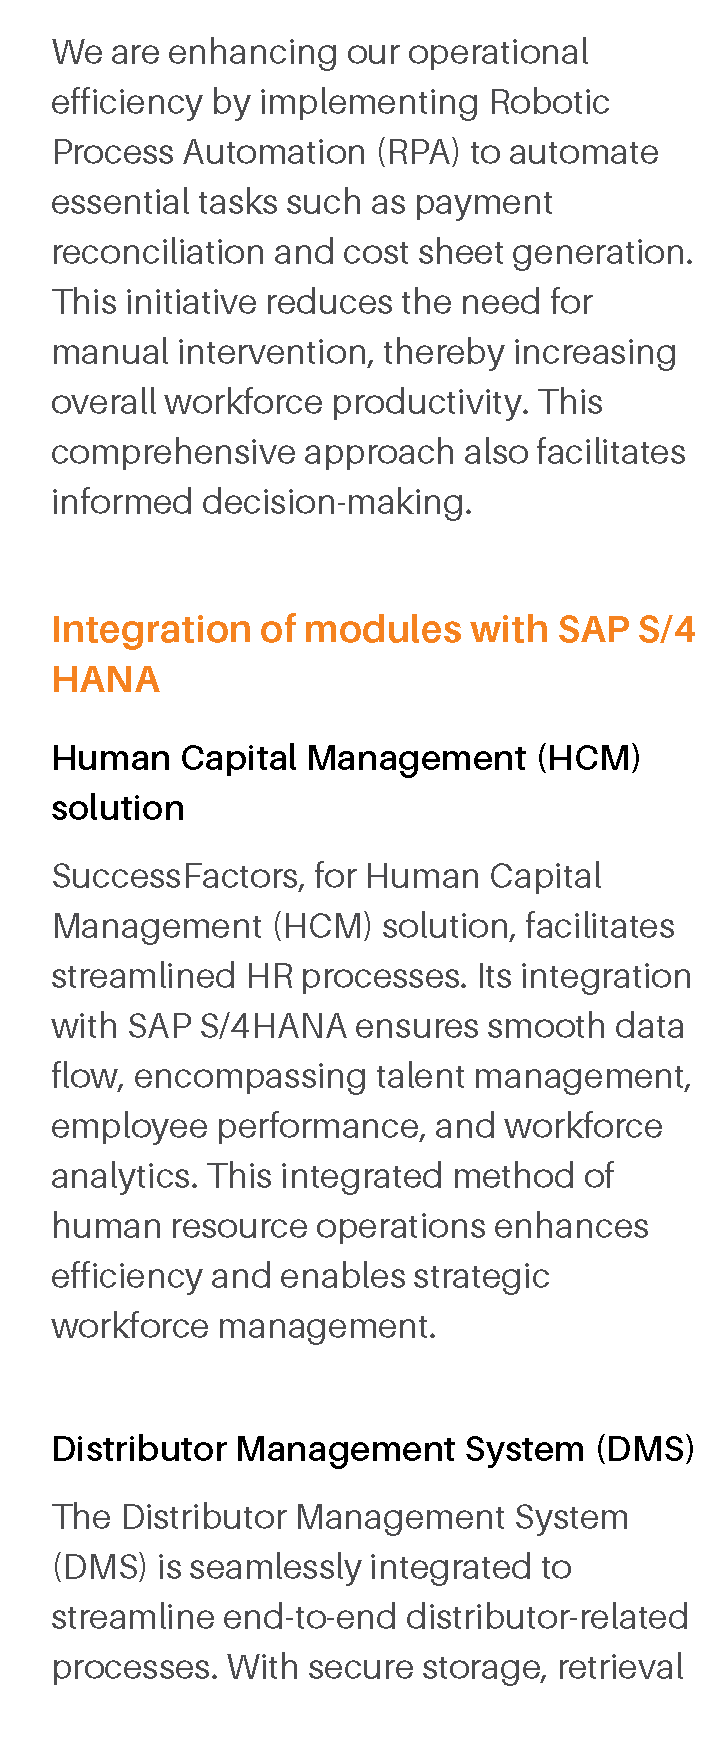 We are enhancing our operational
efficiency by implementing Robotic
Process Automation (RPA) to automate
essential tasks such as payment
reconciliation and cost sheet generation.
This initiative reduces the need for
manual intervention, thereby increasing
overall workforce productivity. This
comprehensive approach also facilitates
informed decision-making.
Integration of modules with SAP S/4
HANA
Human Capital Management (HCM)
solution
SuccessFactors, for Human Capital
Management (HCM) solution, facilitates
streamlined HR processes. Its integration
with SAP S/4HANA ensures smooth data
flow, encompassing talent management,
employee performance, and workforce
analytics. This integrated method of
human resource operations enhances
efficiency and enables strategic
workforce management.
Distributor Management System (DMS)
The Distributor Management System
(DMS) is seamlessly integrated to
streamline end-to-end distributor-related
processes. With secure storage, retrieval